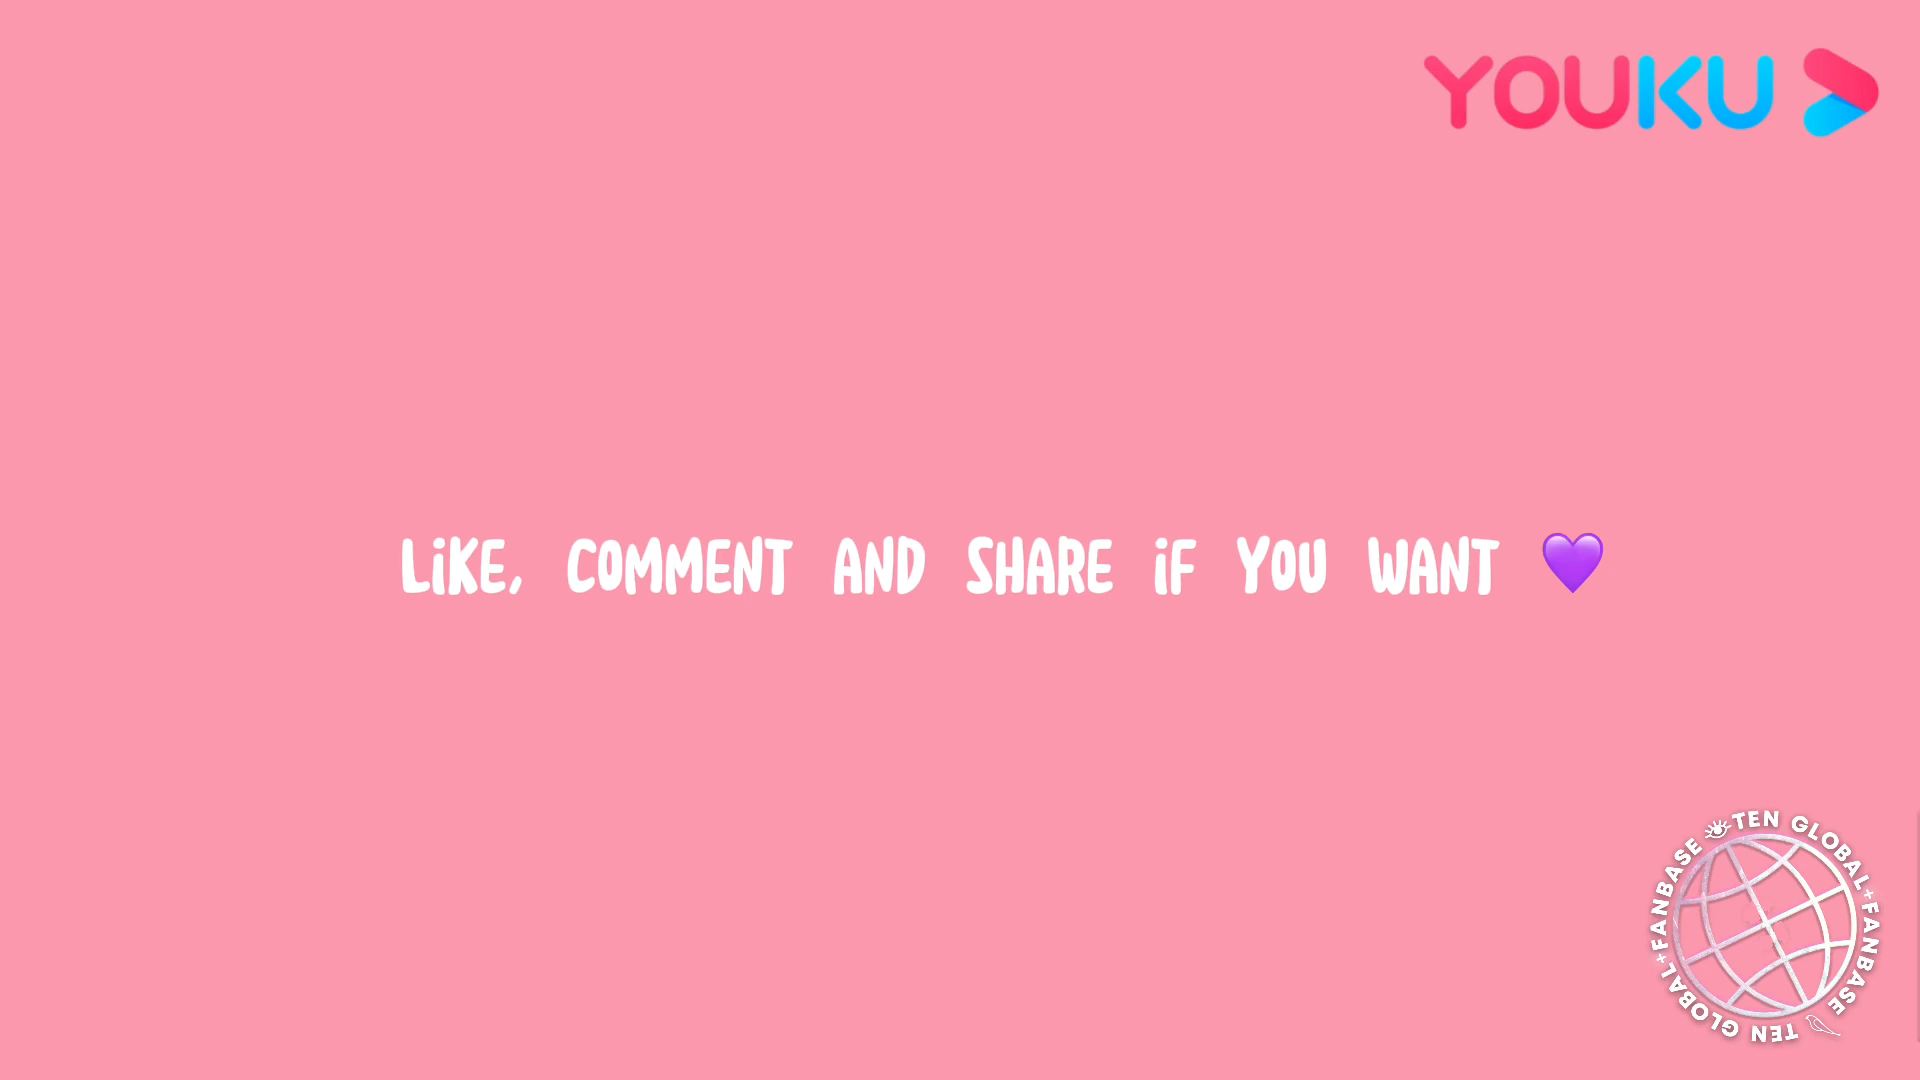 YOUKU
LiKE, COMMENT AND SHARE iF YOU WANT 💜
TEN GLOBAL+FANBASE
TEN GLOBAL+FANBASE